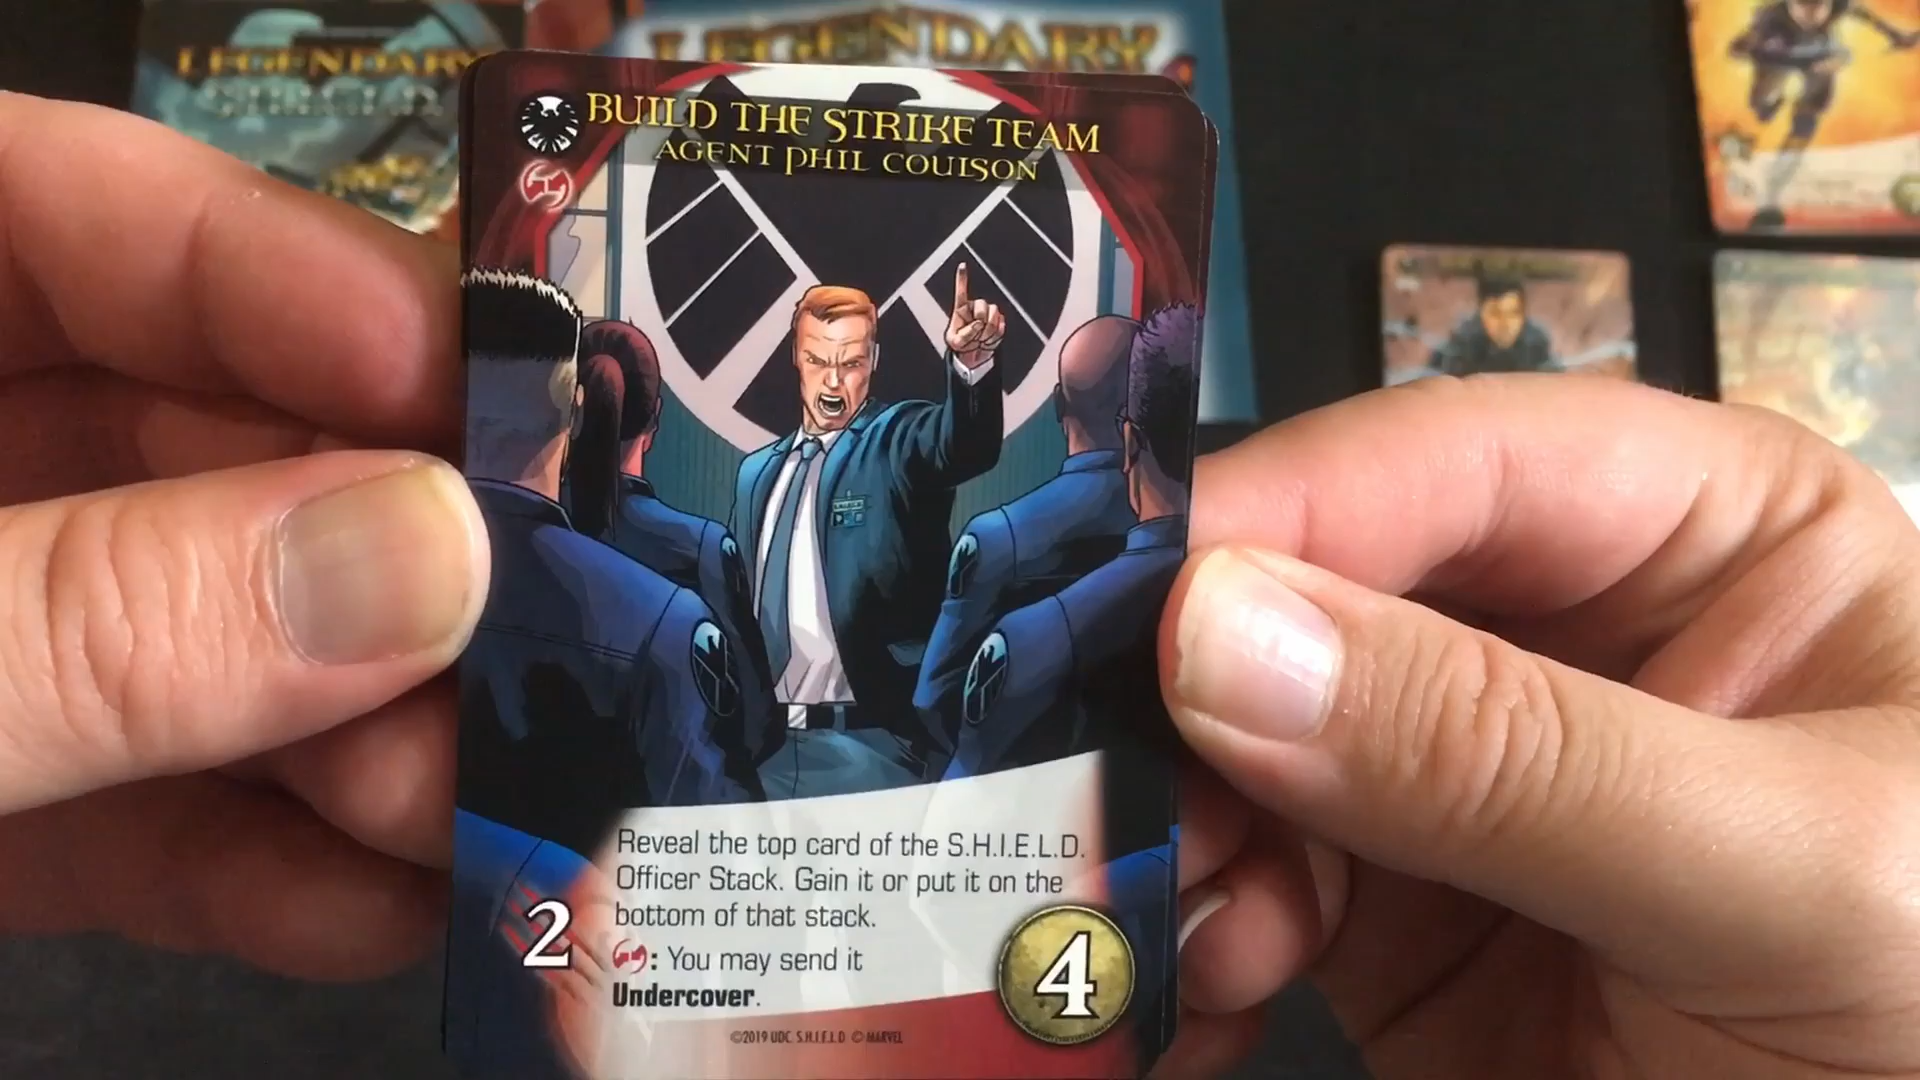 LEGENDARY
S.H.I.E.L.D.
LEGENDARY
BUILD THE STRIKE TEAM
AGENT PHIL COULSON
Reveal the top card of the S.H.I.E.L.D.
Officer Stack. Gain it or put it on the
bottom of that stack.
: You may send it
Undercover.
2
4
©2019 UDC S.H.I.E.L.D. © MARVEL